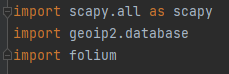 import scapy.all as scapy
import geoip2.database
import folium